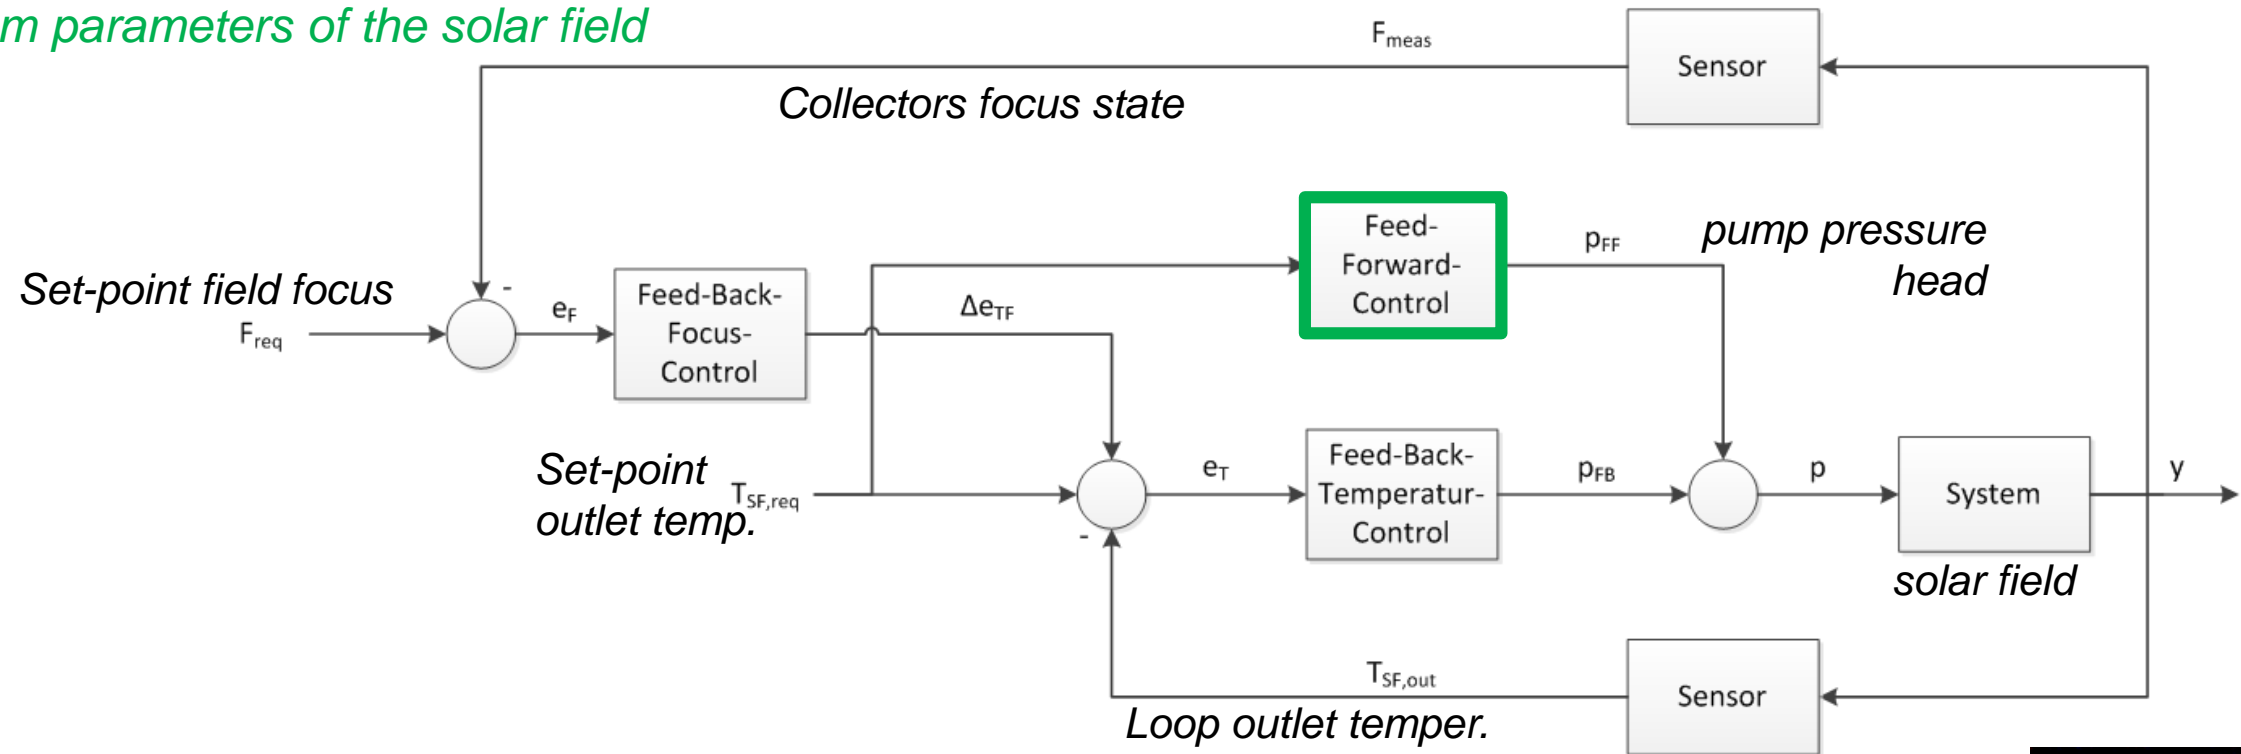 m parameters of the solar field
F_meas
Sensor
Collectors focus state
Feed-
Forward-
Control
p_FF
pump pressure
head
Set-point field focus
F_req
-
e_F
Feed-Back-
Focus-
Control
Δe_TF
Set-point
outlet temp.
T_SF,req
-
e_T
Feed-Back-
Temperatur-
Control
p_FB
p
System
y
solar field
T_SF,out
Sensor
Loop outlet temper.